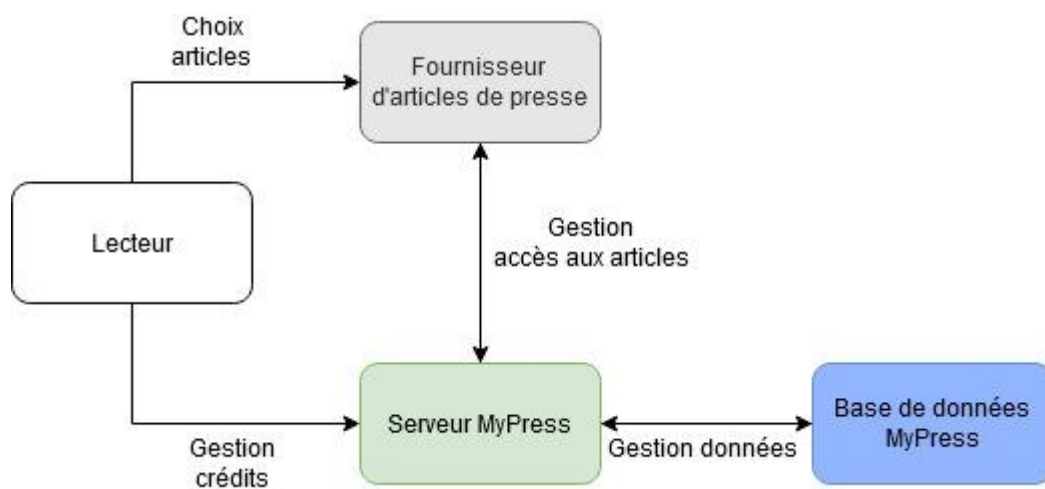 Choix
articles
Fournisseur
d'articles de presse
Lecteur
Gestion
accès aux articles
Serveur MyPress
Gestion
crédits
Gestion données
Base de données
MyPress